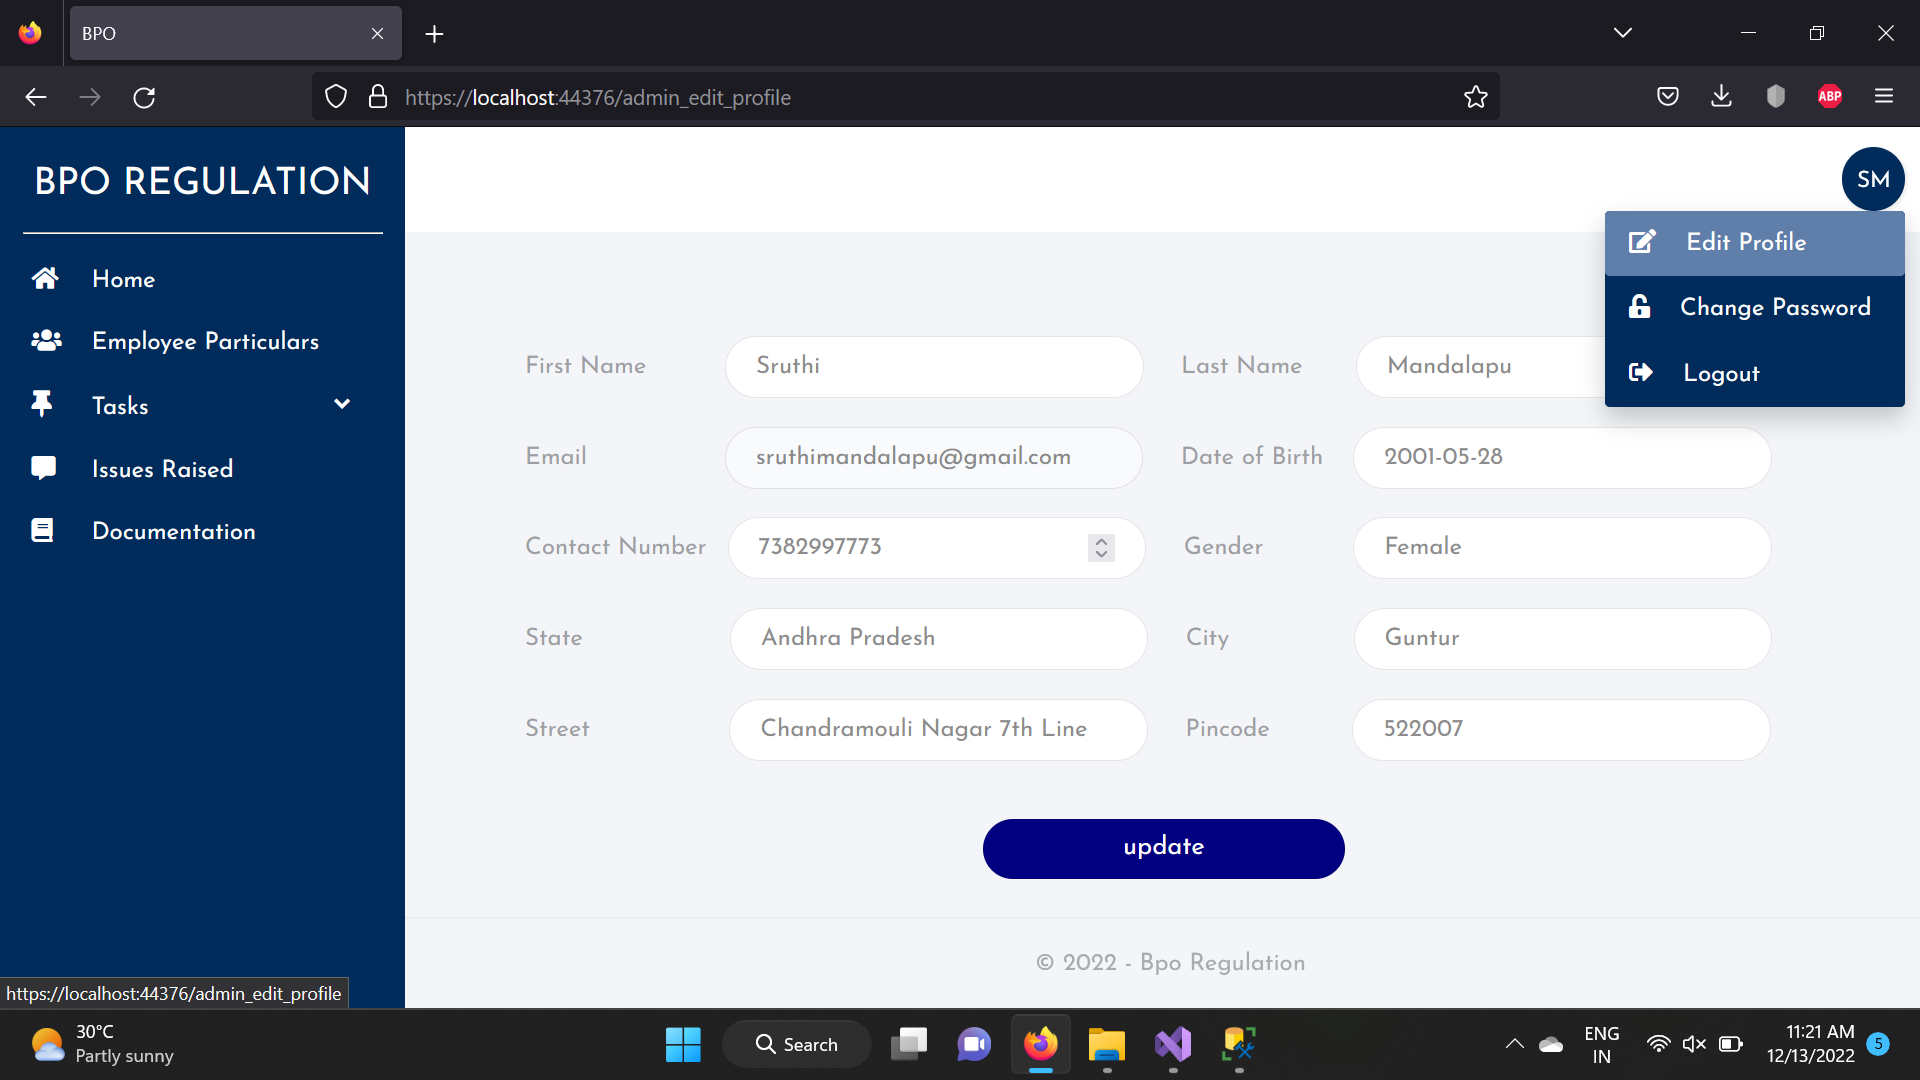 BPO
https://localhost:44376/admin_edit_profile
ABP
BPO REGULATION
SM
Edit Profile
Change Password
Logout
Home
Employee Particulars
Tasks
Issues Raised
Documentation
First Name Sruthi Last Name Mandalapu
Email sruthimandalapu@gmail.com Date of Birth 2001-05-28
Contact Number 7382997773 Gender Female
State Andhra Pradesh City Guntur
Street Chandramouli Nagar 7th Line Pincode 522007
update
© 2022 - Bpo Regulation
https://localhost:44376/admin_edit_profile
30°C
Partly sunny
Search
ENG
IN
11:21 AM
12/13/2022
5